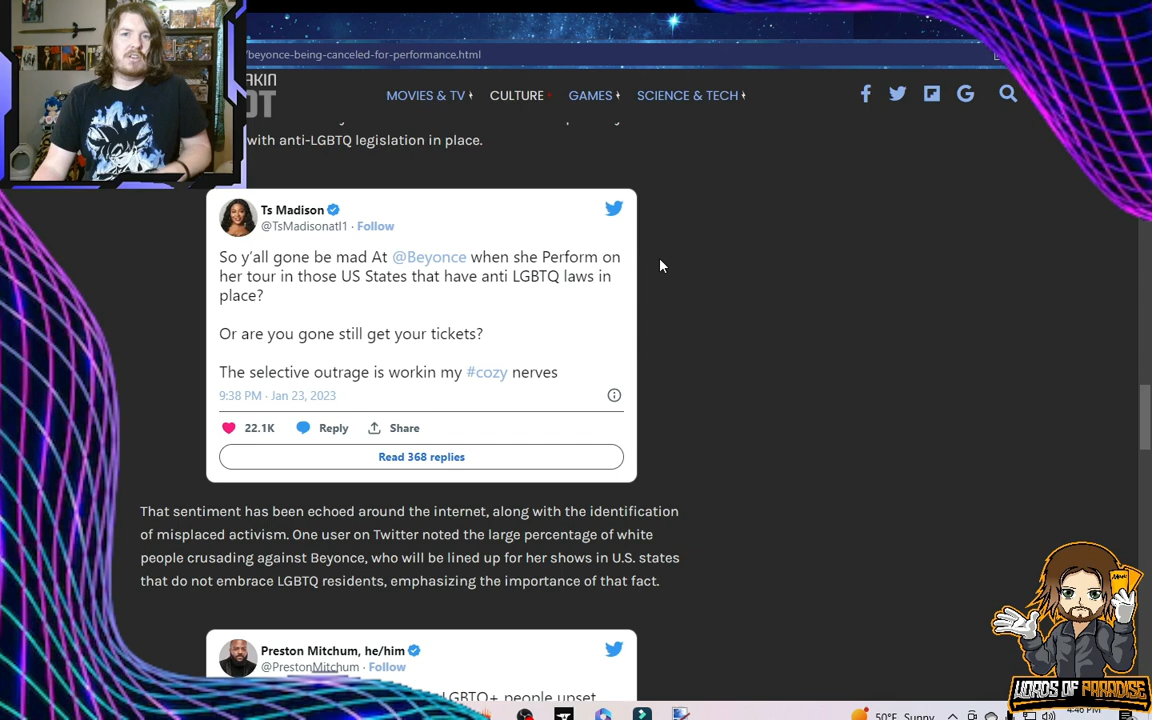 /beyonce-being-canceled-for-performance.html
AKIN
OT
MOVIES & TV
CULTURE
GAMES
SCIENCE & TECH
with anti-LGBTQ legislation in place.
Ts Madison
@TsMadisonatl1 · Follow
So y'all gone be mad At @Beyonce when she Perform on
her tour in those US States that have anti LGBTQ laws in
place?
Or are you gone still get your tickets?
The selective outrage is workin my #cozy nerves
9:38 PM · Jan 23, 2023
22.1K
Reply
Share
Read 368 replies
That sentiment has been echoed around the internet, along with the identification
of misplaced activism. One user on Twitter noted the large percentage of white
people crusading against Beyonce, who will be lined up for her shows in U.S. states
that do not embrace LGBTQ residents, emphasizing the importance of that fact.
Preston Mitchum, he/him
@PrestonMitchum · Follow
LGBTQ+ people upset
WORDS OF PARADISE
50°F Sunny
4:46 PM